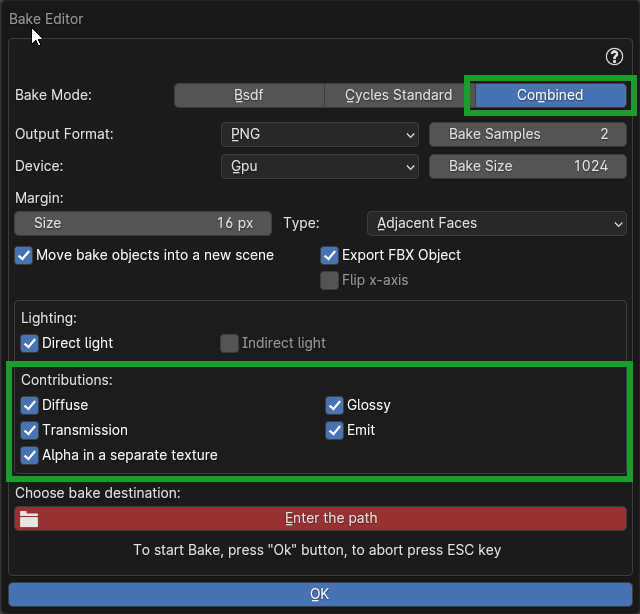 Bake Editor
?
Bake Mode: Bsdf Cycles Standard Combined
Output Format: PNG Bake Samples 2
Device: Gpu Bake Size 1024
Margin:
Size 16 px Type: Adjacent Faces
Move bake objects into a new scene Export FBX Object
Flip x-axis
Lighting:
Direct light Indirect light
Contributions:
Diffuse Glossy
Transmission Emit
Alpha in a separate texture
Choose bake destination:
Enter the path
To start Bake, press "Ok" button, to abort press ESC key
OK